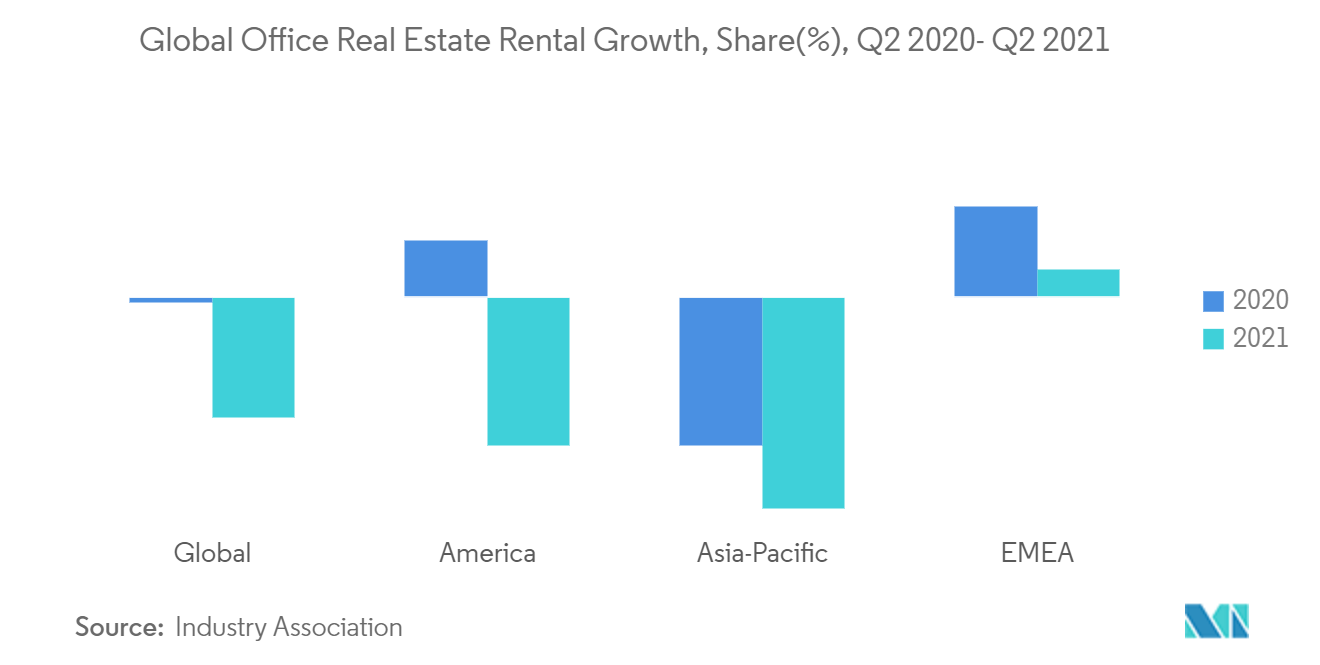 Global Office Real Estate Rental Growth, Share(%), Q2 2020- Q2 2021
2020
2021
Global America Asia-Pacific EMEA
Source: Industry Association